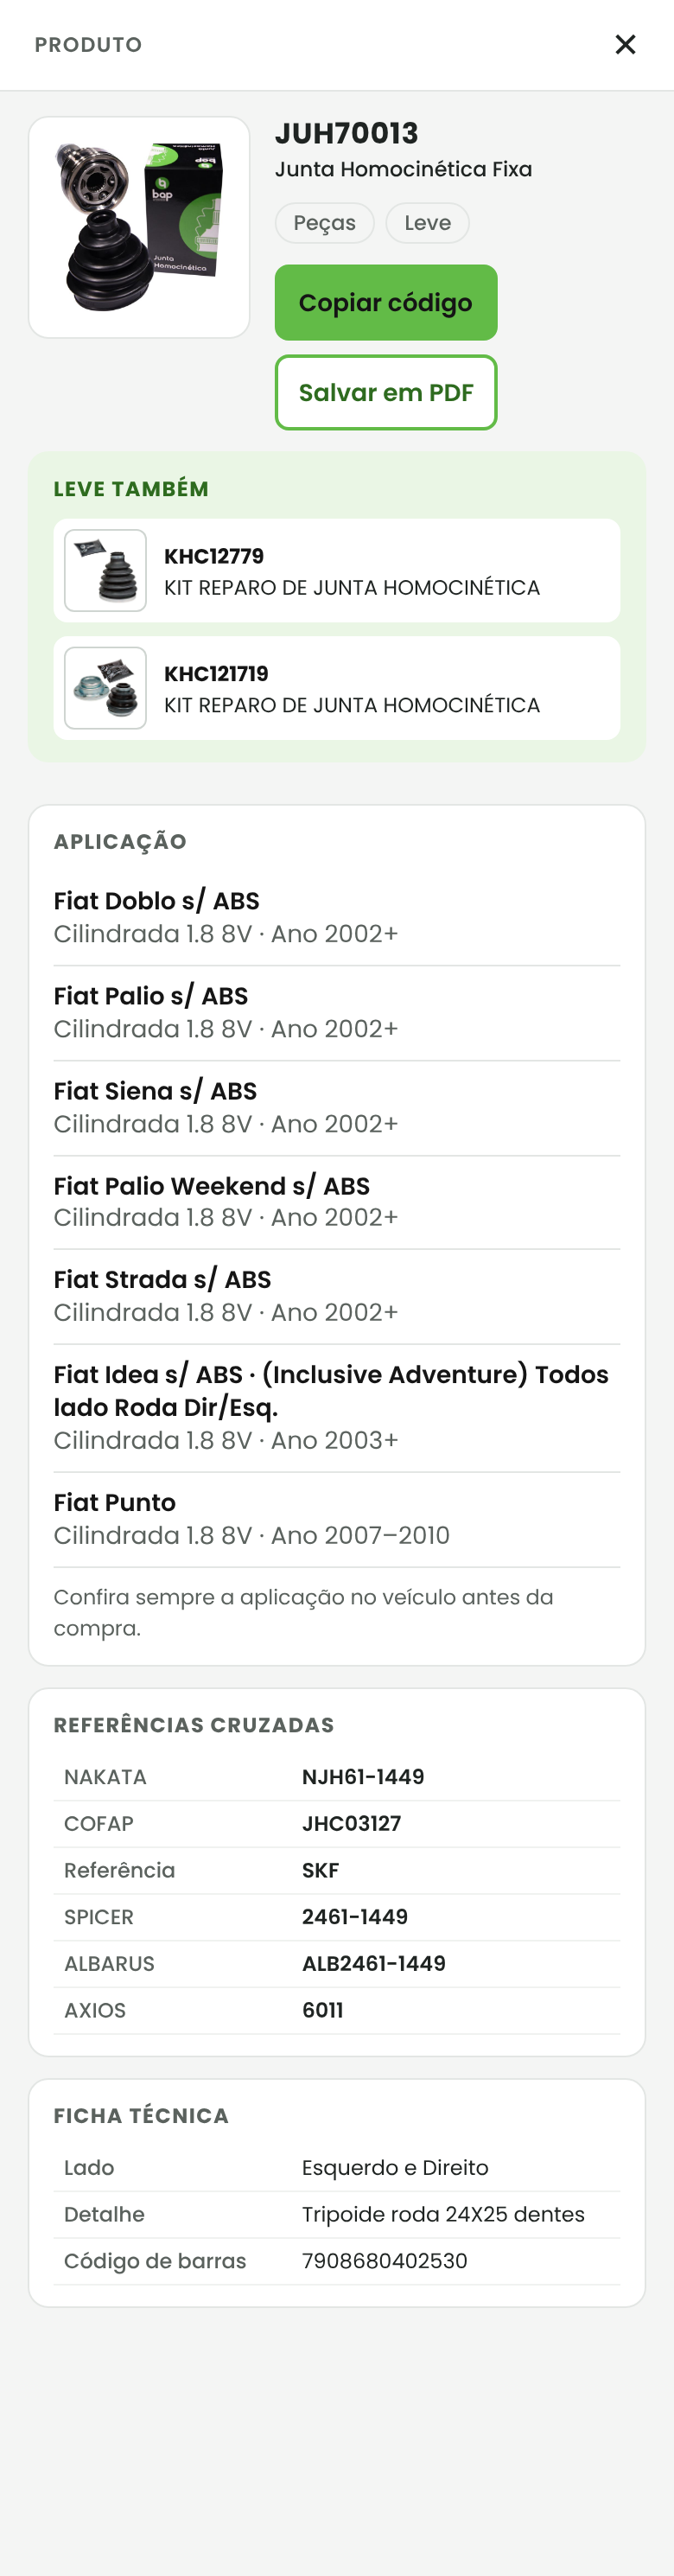 PRODUTO
JUH70013
Junta Homocinética Fixa
bap
bap
Junta
Homocinética
Peças
Leve
Copiar código
Salvar em PDF
LEVE TAMBÉM
KHC12779
KIT REPARO DE JUNTA HOMOCINÉTICA
KHC121719
KIT REPARO DE JUNTA HOMOCINÉTICA
APLICAÇÃO
Fiat Doblo s/ ABS
Cilindrada 1.8 8V · Ano 2002+
Fiat Palio s/ ABS
Cilindrada 1.8 8V · Ano 2002+
Fiat Siena s/ ABS
Cilindrada 1.8 8V · Ano 2002+
Fiat Palio Weekend s/ ABS
Cilindrada 1.8 8V · Ano 2002+
Fiat Strada s/ ABS
Cilindrada 1.8 8V · Ano 2002+
Fiat Idea s/ ABS · (Inclusive Adventure) Todos
lado Roda Dir/Esq.
Cilindrada 1.8 8V · Ano 2003+
Fiat Punto
Cilindrada 1.8 8V · Ano 2007–2010
Confira sempre a aplicação no veículo antes da
compra.
REFERÊNCIAS CRUZADAS
NAKATA NJH61-1449
COFAP JHC03127
Referência SKF
SPICER 2461-1449
ALBARUS ALB2461-1449
AXIOS 6011
FICHA TÉCNICA
Lado Esquerdo e Direito
Detalhe Tripoide roda 24X25 dentes
Código de barras 7908680402530